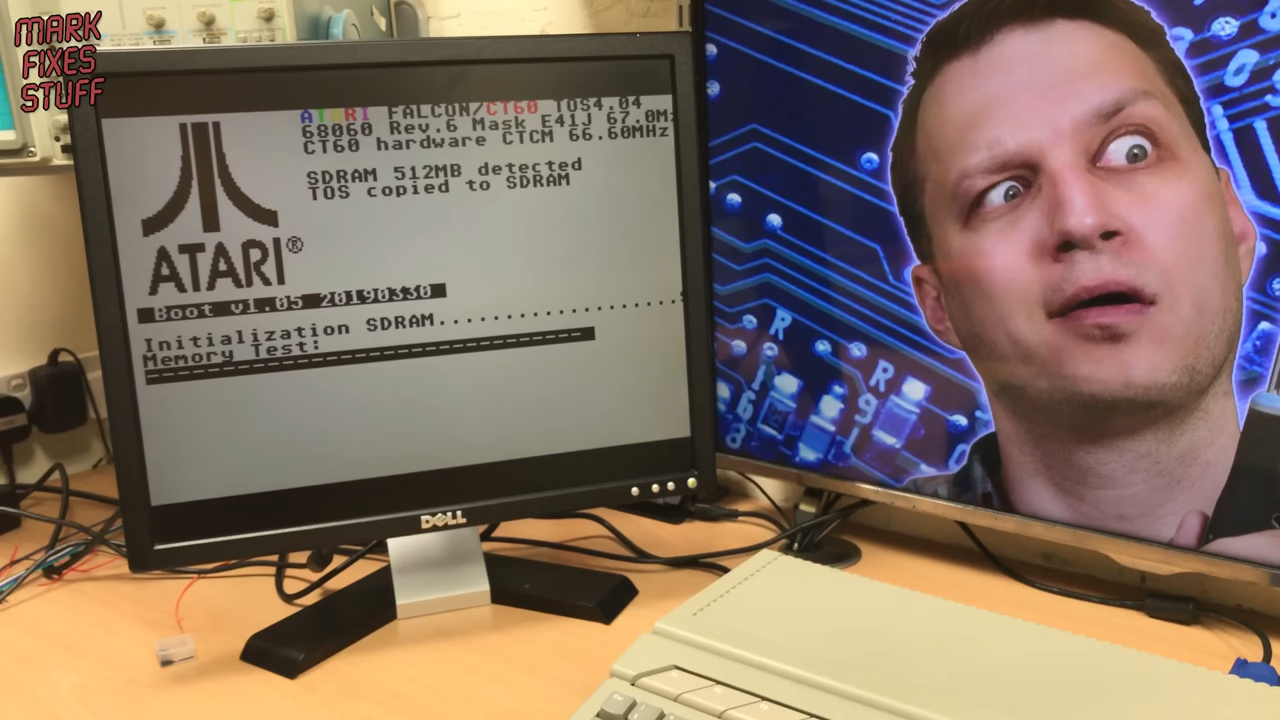 MARK
FIXES
STUFF
ATARI FALCON/CT60 TOS4.04
68060 Rev.6 Mask E41J 67.0M
CT60 hardware CTCM 66.60MHz
SDRAM 512MB detected
TOS copied to SDRAM
ATARI®
Boot v1.05 20190330
Initialization SDRAM
Memory Test:
DELL
R
R